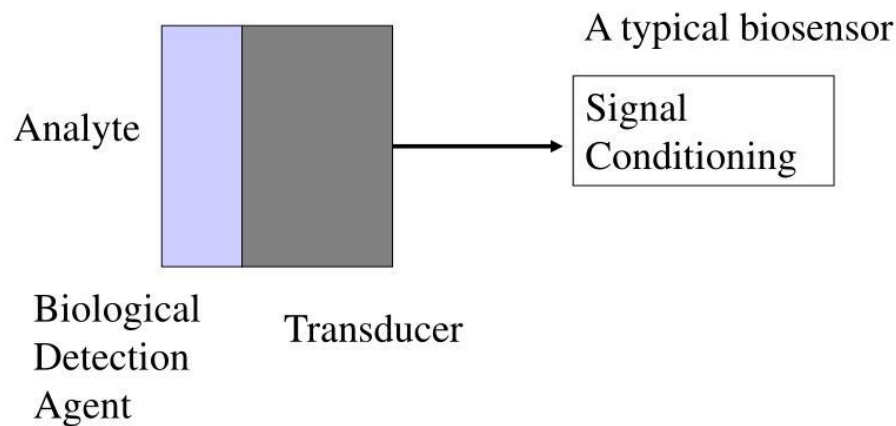 A typical biosensor
Analyte
Signal
Conditioning
Biological
Detection
Agent
Transducer